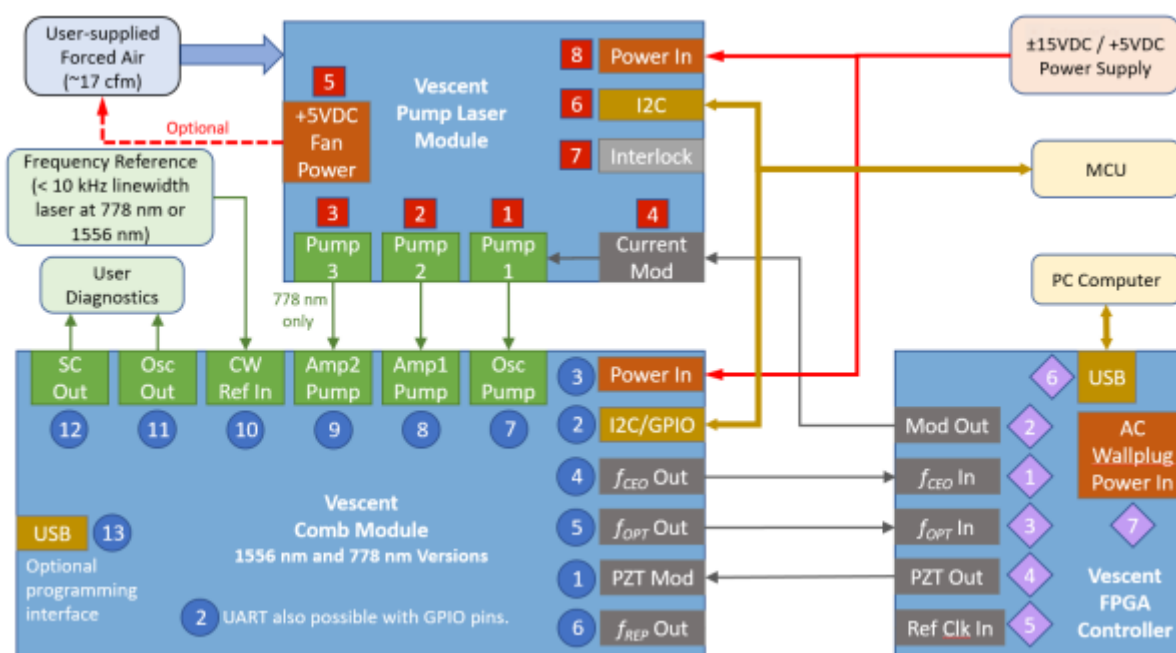 User-supplied
Forced Air
(~17 cfm)
Optional
Frequency Reference
(< 10 kHz linewidth
laser at 778 nm or
1556 nm)
User
Diagnostics
5
+5VDC
Fan
Power
Vescent
Pump Laser
Module
8
Power In
6
I2C
7
Interlock
3
Pump
3
2
Pump
2
1
Pump
1
4
Current
Mod
±15VDC / +5VDC
Power Supply
MCU
PC Computer
778 nm
only
SC
Out
12
Osc
Out
11
CW
Ref In
10
Amp2
Pump
9
Amp1
Pump
8
Osc
Pump
7
3
Power In
2
I2C/GPIO
4
fCEO Out
5
fOPT Out
1
PZT Mod
6
fREP Out
Vescent
Comb Module
1556 nm and 778 nm Versions
USB
13
Optional
programming
interface
2
UART also possible with GPIO pins.
6
USB
Mod Out
2
fCEO In
1
fOPT In
3
PZT Out
4
Ref Clk In
5
AC
Wallplug
Power In
7
Vescent
FPGA
Controller